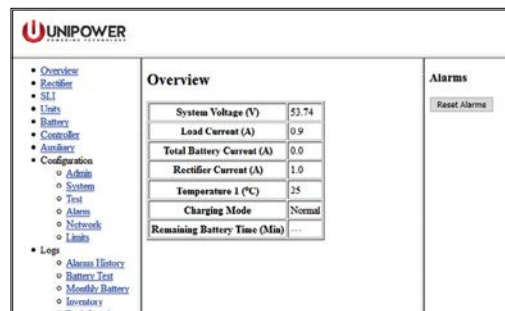 UNIPOWER
POWERING TECHNOLOGY
Overview
Rectifier
SLI
Units
Battery
Controller
Auxiliary
Configuration
Admin
System
Test
Alarm
Network
Limits
Logs
Alarms History
Battery Test
Monthly Battery
Inventory
Overview
System Voltage (V) 53.74
Load Current (A) 0.9
Total Battery Current (A) 0.0
Rectifier Current (A) 1.0
Temperature 1 (°C) 25
Charging Mode Normal
Remaining Battery Time (Min) ---
Alarms
Reset Alarms